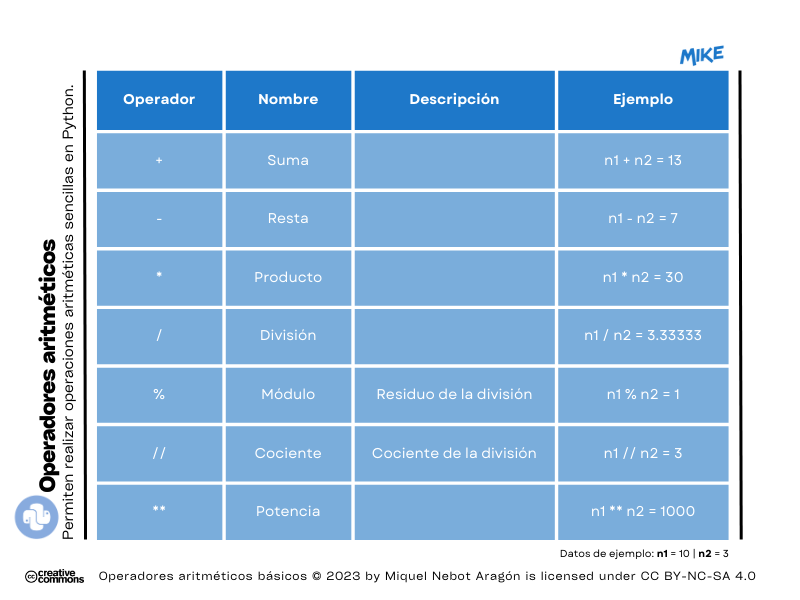 MIKE
Operadores aritméticos
Permiten realizar operaciones aritméticas sencillas en Python.
Operador Nombre Descripción Ejemplo
+ Suma n1 + n2 = 13
- Resta n1 - n2 = 7
* Producto n1 * n2 = 30
/ División n1 / n2 = 3.33333
% Módulo Residuo de la división n1 % n2 = 1
// Cociente Cociente de la división n1 // n2 = 3
** Potencia n1 ** n2 = 1000
Datos de ejemplo: n1 = 10 | n2 = 3
cc creative commons Operadores aritméticos básicos © 2023 by Miquel Nebot Aragón is licensed under CC BY-NC-SA 4.0